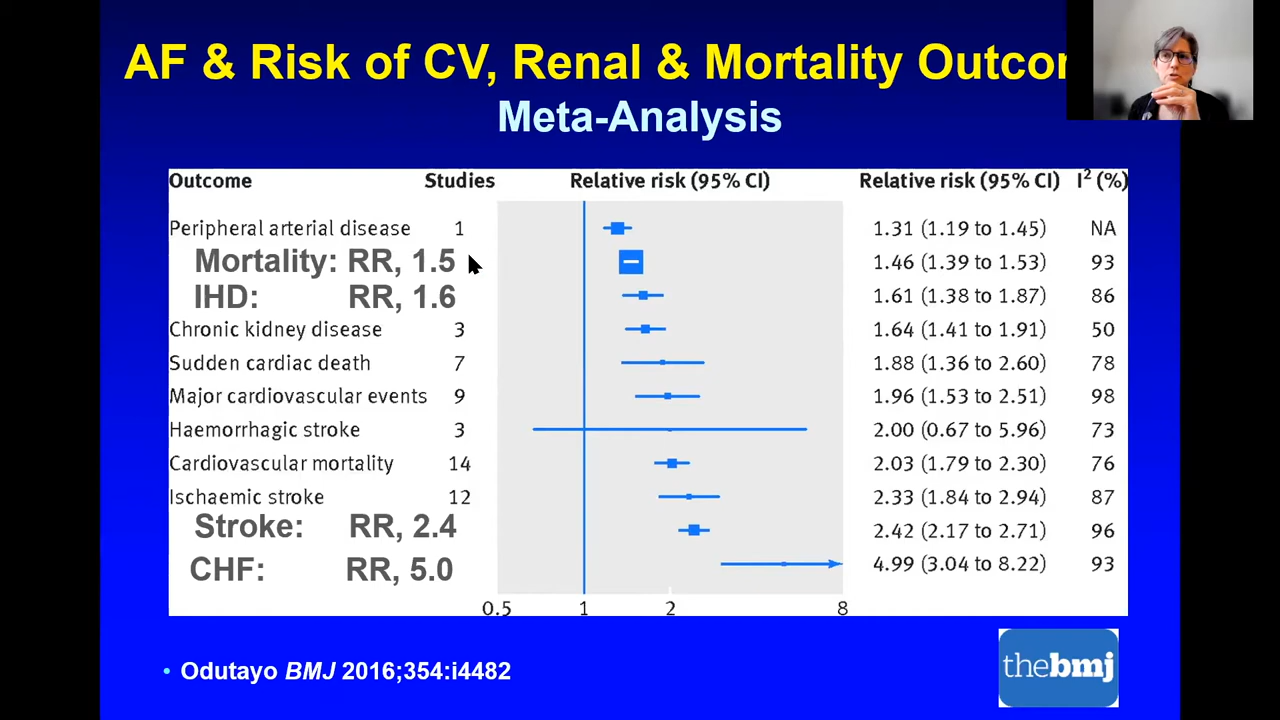 AF & Risk of CV, Renal & Mortality Outcor
Meta-Analysis
Outcome Studies Relative risk (95% CI) Relative risk (95% CI) I2 (%)
Peripheral arterial disease 1 1.31 (1.19 to 1.45) NA
Mortality: RR, 1.5 1.46 (1.39 to 1.53) 93
IHD: RR, 1.6 1.61 (1.38 to 1.87) 86
Chronic kidney disease 3 1.64 (1.41 to 1.91) 50
Sudden cardiac death 7 1.88 (1.36 to 2.60) 78
Major cardiovascular events 9 1.96 (1.53 to 2.51) 98
Haemorrhagic stroke 3 2.00 (0.67 to 5.96) 73
Cardiovascular mortality 14 2.03 (1.79 to 2.30) 76
Ischaemic stroke 12 2.33 (1.84 to 2.94) 87
Stroke: RR, 2.4 2.42 (2.17 to 2.71) 96
CHF: RR, 5.0 4.99 (3.04 to 8.22) 93
0.5 1 2 8
• Odutayo BMJ 2016;354:i4482
thebmj